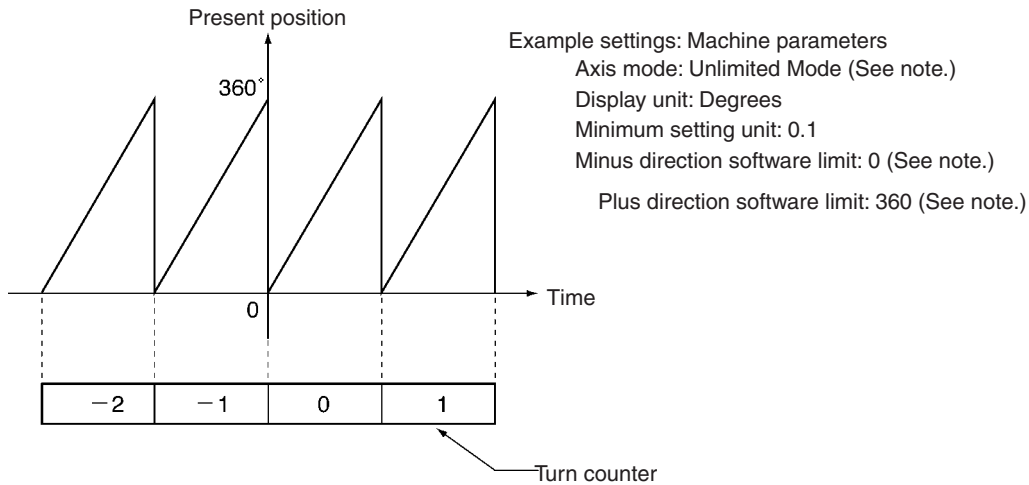 Present position
Example settings: Machine parameters
Axis mode: Unlimited Mode (See note.)
360°
Display unit: Degrees
Minimum setting unit: 0.1
Minus direction software limit: 0 (See note.)
Plus direction software limit: 360 (See note.)
Time
0
−2 −1 0 1
Turn counter